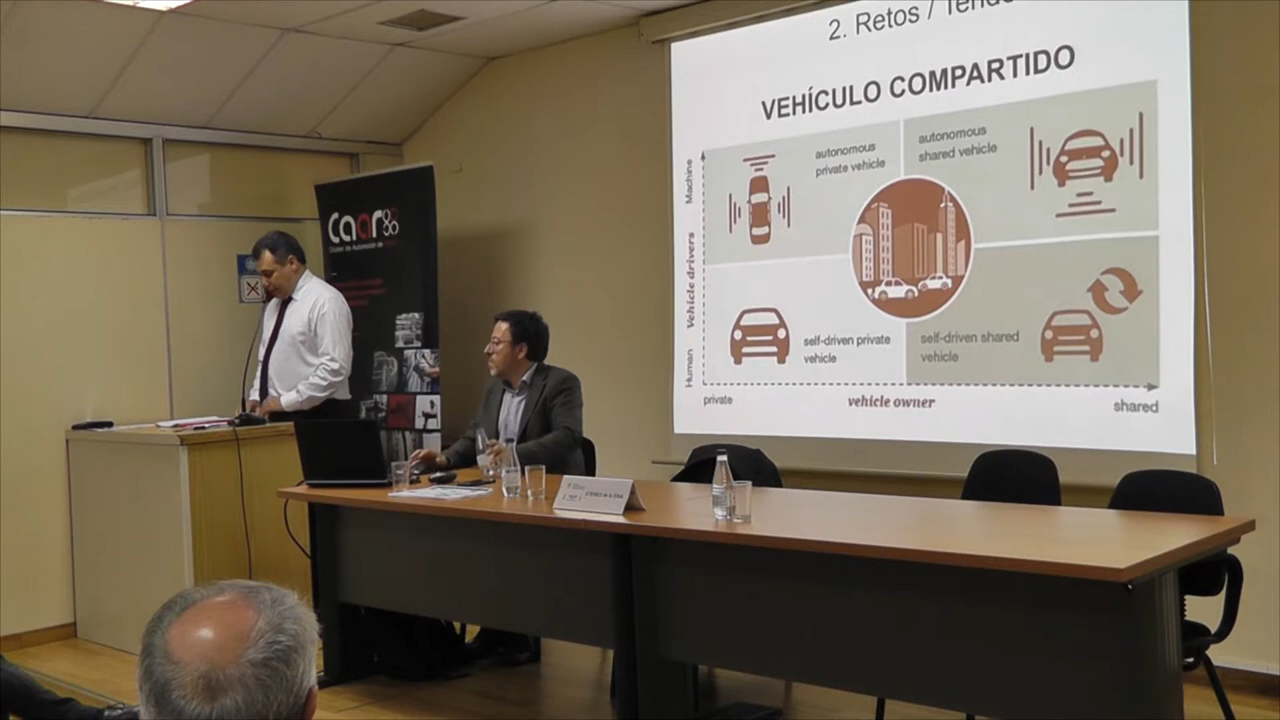 2. Retos /
VEHÍCULO COMPARTIDO
autonomous
private vehicle
autonomous
shared vehicle
Machine
Vehicle drivers
Human
self-driven private
vehicle
self-driven shared
vehicle
private
vehicle owner
shared
caar